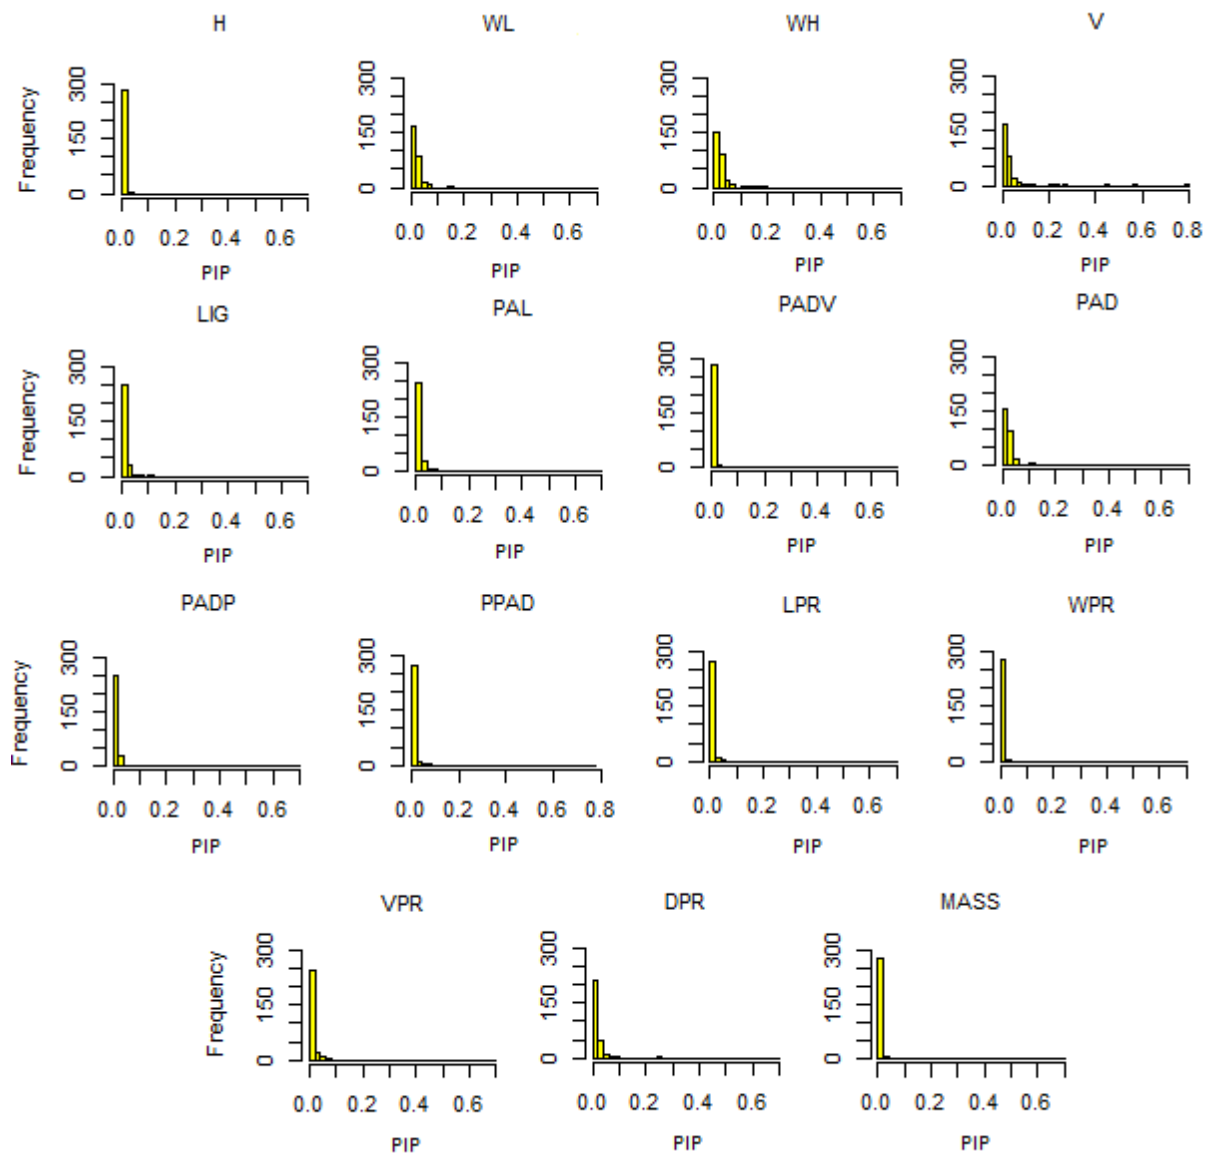 H WL WH V
Frequency
0 150 300
0 150 300
0 150 300
0 150 300
0.0 0.2 0.4 0.6
0.0 0.2 0.4 0.6
0.0 0.2 0.4 0.6
0.0 0.2 0.4 0.6 0.8
PIP PIP PIP PIP
LIG PAL PADV PAD
Frequency
0 150 300
0 150 300
0 150 300
0 150 300
0.0 0.2 0.4 0.6
0.0 0.2 0.4 0.6
0.0 0.2 0.4 0.6
0.0 0.2 0.4 0.6
PIP PIP PIP PIP
PADP PPAD LPR WPR
Frequency
0 150 300
0 150 300
0 150 300
0 150 300
0.0 0.2 0.4 0.6
0.0 0.2 0.4 0.6 0.8
0.0 0.2 0.4 0.6
0.0 0.2 0.4 0.6
PIP PIP PIP PIP
VPR DPR MASS
Frequency
0 150 300
0 150 300
0 150 300
0.0 0.2 0.4 0.6
0.0 0.2 0.4 0.6
0.0 0.2 0.4 0.6
PIP PIP PIP